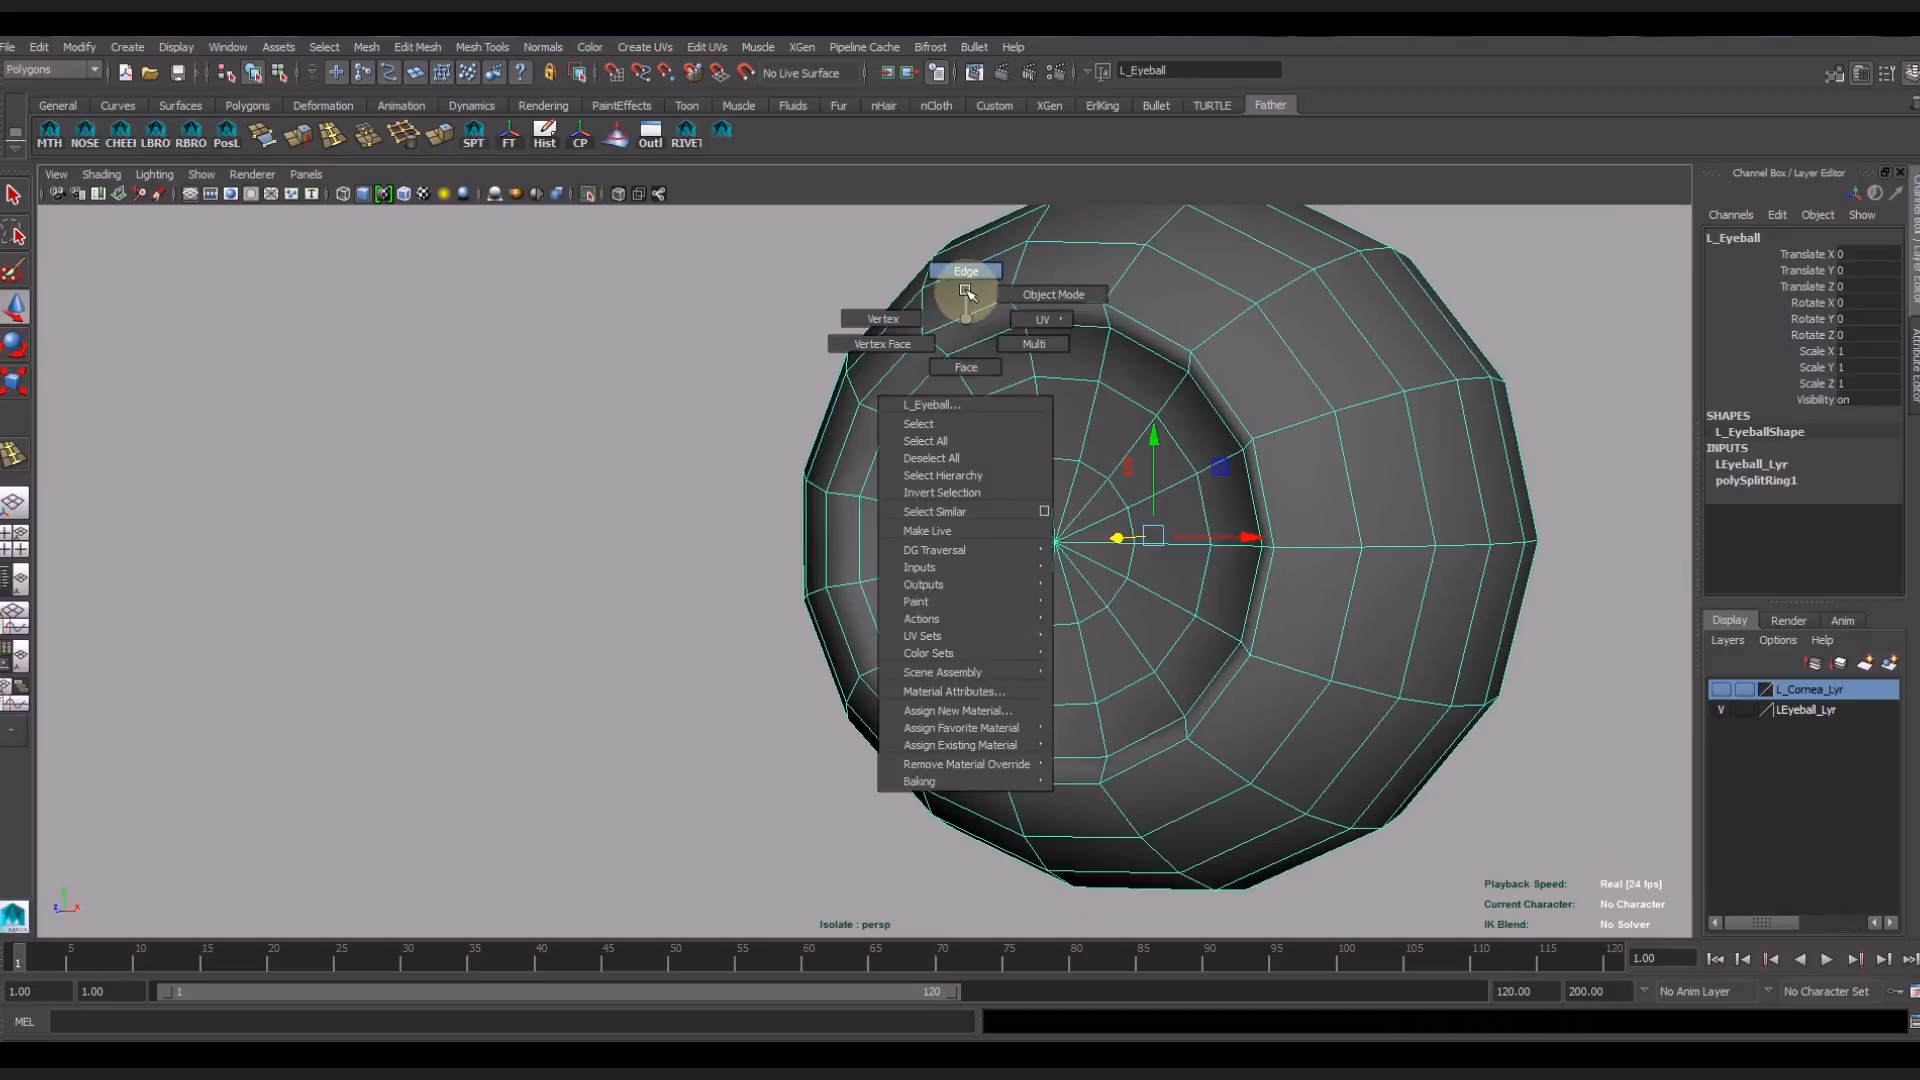 File Edit Modify Create Display Window Assets Select Mesh Edit Mesh Mesh Tools Normals Color Create UVs Edit UVs Muscle XGen Pipeline Cache Bifrost Bullet Help
Polygons No Live Surface L_Eyeball
General Curves Surfaces Polygons Deformation Animation Dynamics Rendering PaintEffects Toon Muscle Fluids Fur nHair nCloth Custom XGen ErlKing Bullet TURTLE Father
MTH NOSE CHEEI LBRO RBRO PosL SPT FT Hist CP Outl RIVET
View Shading Lighting Show Renderer Panels
Channel Box / Layer Editor
Channels Edit Object Show
L_Eyeball
Translate X 0
Translate Y 0
Translate Z 0
Rotate X 0
Rotate Y 0
Rotate Z 0
Scale X 1
Scale Y 1
Scale Z 1
Visibility on
SHAPES
L_EyeballShape
INPUTS
LEyeball_Lyr
polySplitRing1
Channel Box / Layer Editor
Attribute Editor
Edge
Object Mode
Vertex
UV
Vertex Face
Multi
Face
L_Eyeball...
Select
Select All
Deselect All
Select Hierarchy
Invert Selection
Select Similar
Make Live
DG Traversal
Inputs
Outputs
Paint
Actions
UV Sets
Color Sets
Scene Assembly
Material Attributes...
Assign New Material...
Assign Favorite Material
Assign Existing Material
Remove Material Override
Baking
Display Render Anim
Layers Options Help
L_Cornea_Lyr
V LEyeball_Lyr
Playback Speed: Real [24 fps]
Current Character: No Character
IK Blend: No Solver
Isolate : persp
z x
MAYA
1 5 10 15 20 25 30 35 40 45 50 55 60 65 70 75 80 85 90 95 100 105 110 115 120 1.00
1.00 1.00 1 120 120.00 200.00 No Anim Layer No Character Set
MEL